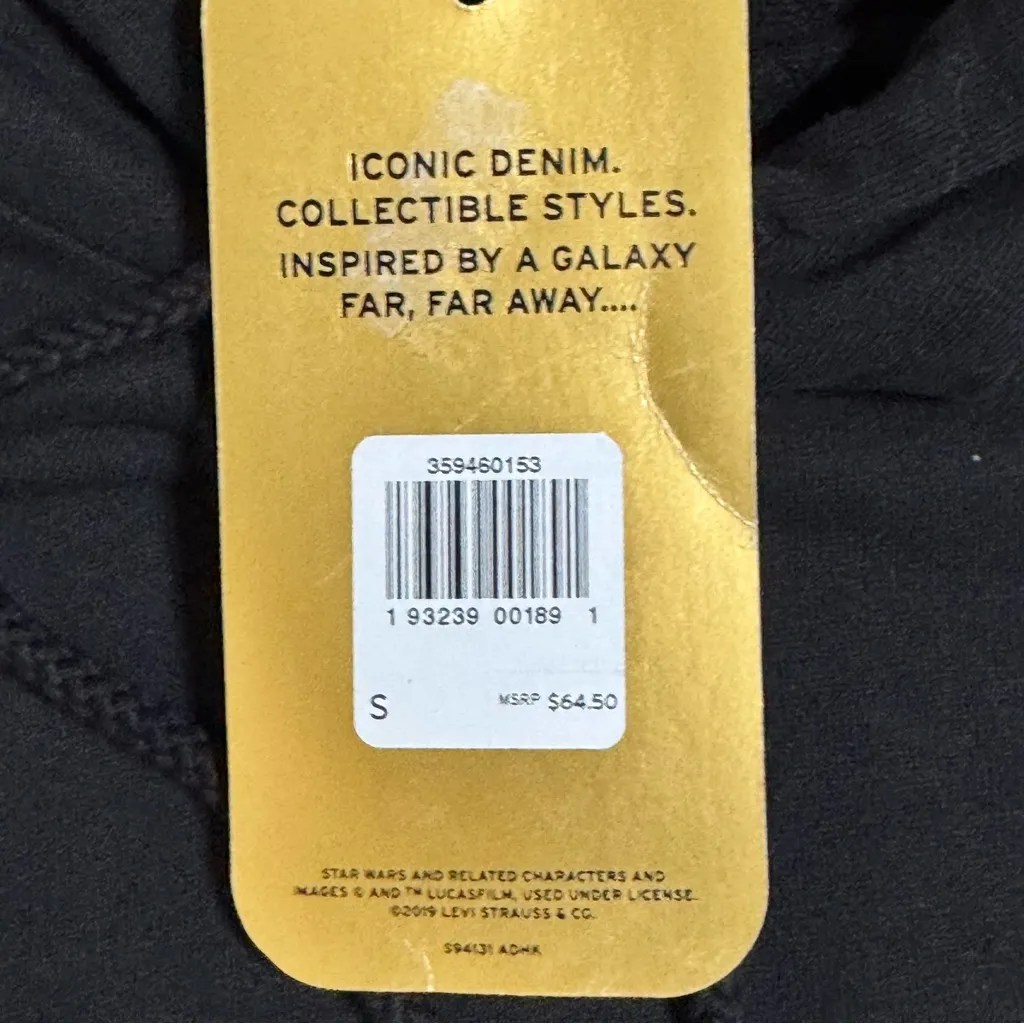 ICONIC DENIM.
COLLECTIBLE STYLES.
INSPIRED BY A GALAXY
FAR, FAR AWAY....
359460153
1 93239 00189 1
S MSRP $64.50
STAR WARS AND RELATED CHARACTERS AND
IMAGES © AND ™ LUCASFILM, USED UNDER LICENSE.
©2019 LEVI STRAUSS & CO.
S94131 ADHK